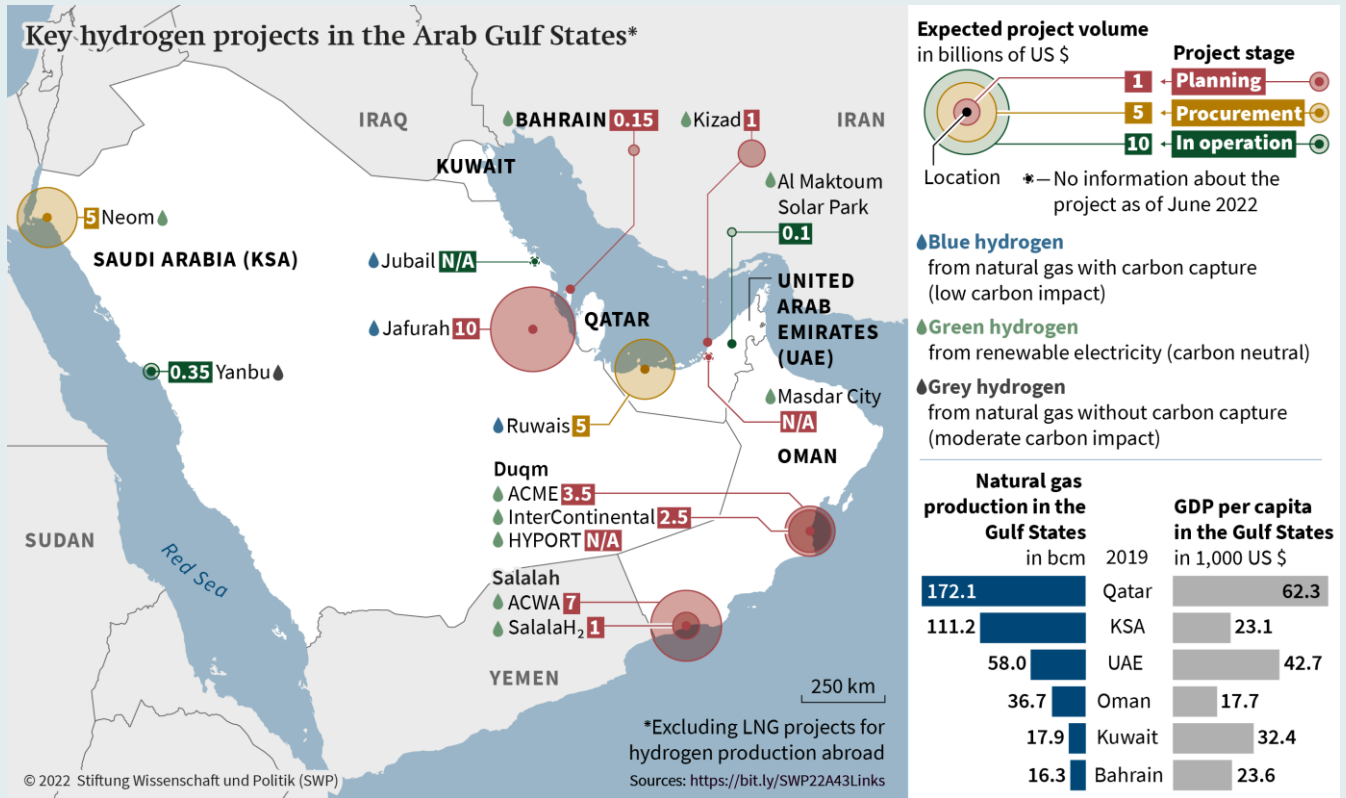 Key hydrogen projects in the Arab Gulf States*
IRAQ
BAHRAIN 0.15
Kizad 1
IRAN
KUWAIT
Al Maktoum
Solar Park
0.1
5 Neom
SAUDI ARABIA (KSA)
Jubail N/A
UNITED
ARAB
EMIRATES
(UAE)
QATAR
Jafurah 10
0.35 Yanbu
Masdar City
N/A
Ruwais 5
OMAN
Duqm
ACME 3.5
InterContinental 2.5
HYPORT N/A
SUDAN
Red Sea
Salalah
ACWA 7
SalalaH₂ 1
YEMEN
250 km
*Excluding LNG projects for
hydrogen production abroad
© 2022 Stiftung Wissenschaft und Politik (SWP)
Sources: https://bit.ly/SWP22A43Links
Expected project volume
in billions of US $
Project stage
1 Planning
5 Procurement
10 In operation
Location
No information about the
project as of June 2022
Blue hydrogen
from natural gas with carbon capture
(low carbon impact)
Green hydrogen
from renewable electricity (carbon neutral)
Grey hydrogen
from natural gas without carbon capture
(moderate carbon impact)
Natural gas
production in the
Gulf States
in bcm
2019
GDP per capita
in the Gulf States
in 1,000 US $
172.1 Qatar 62.3
111.2 KSA 23.1
58.0 UAE 42.7
36.7 Oman 17.7
17.9 Kuwait 32.4
16.3 Bahrain 23.6